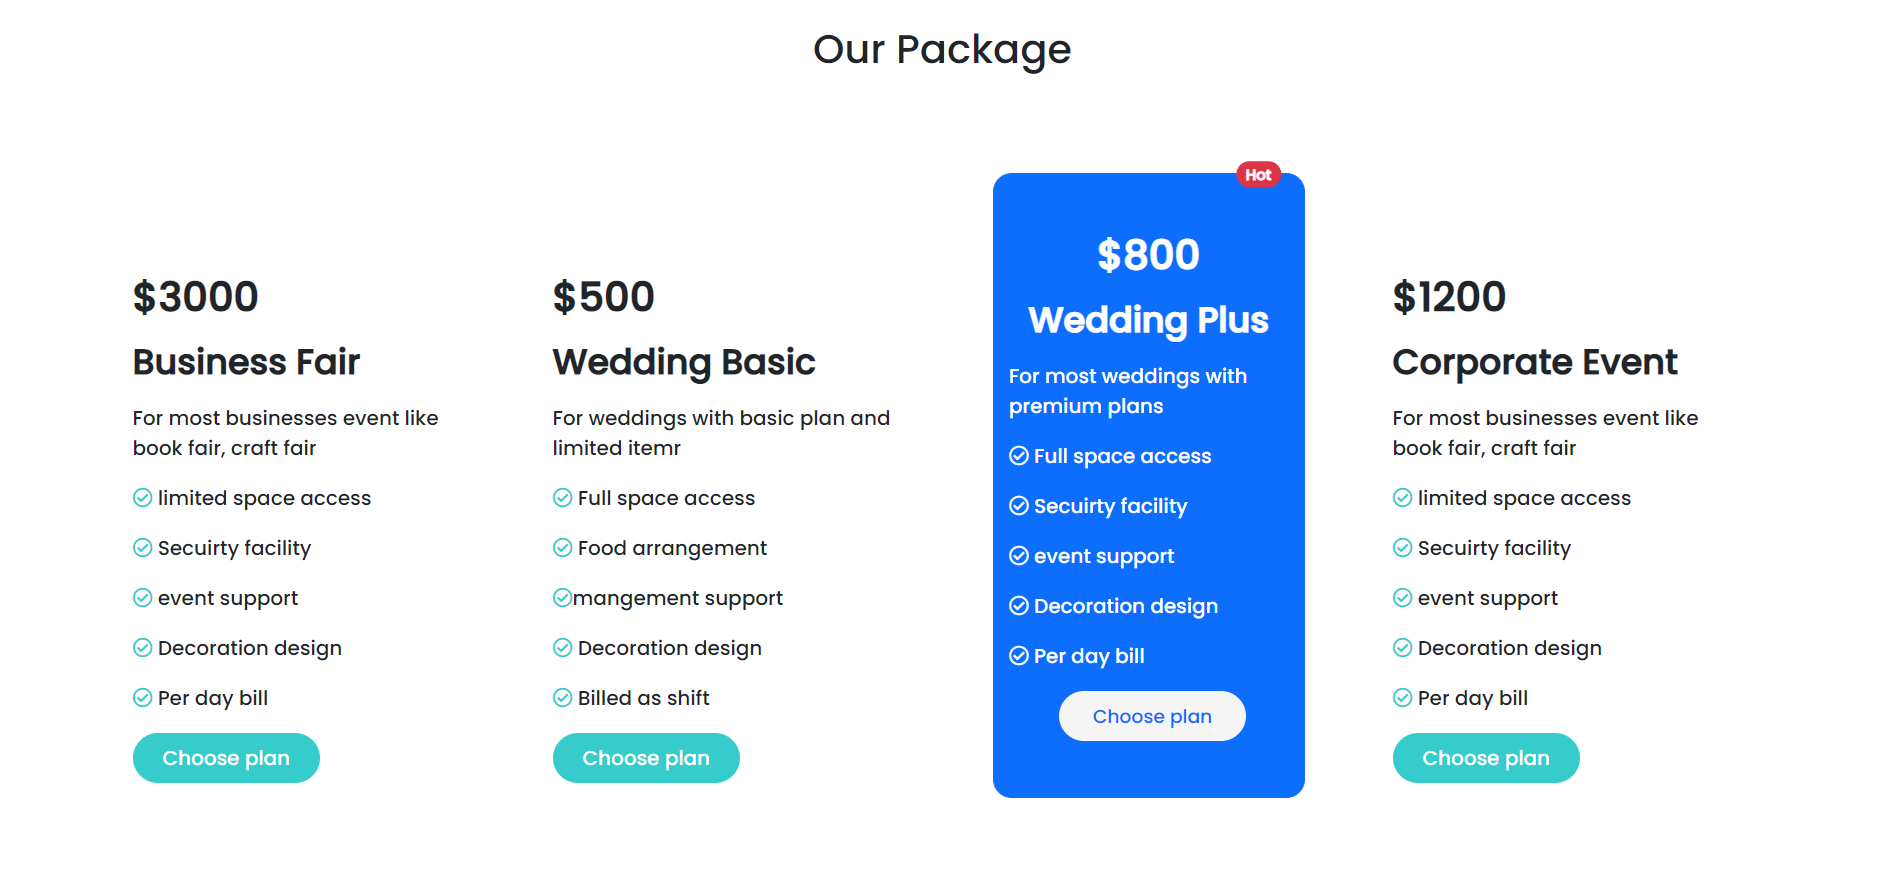 Our Package
$3000
Business Fair
For most businesses event like
book fair, craft fair
limited space access
Secuirty facility
event support
Decoration design
Per day bill
Choose plan
$500
Wedding Basic
For weddings with basic plan and
limited itemr
Full space access
Food arrangement
mangement support
Decoration design
Billed as shift
Choose plan
Hot
$800
Wedding Plus
For most weddings with
premium plans
Full space access
Secuirty facility
event support
Decoration design
Per day bill
Choose plan
$1200
Corporate Event
For most businesses event like
book fair, craft fair
limited space access
Secuirty facility
event support
Decoration design
Per day bill
Choose plan